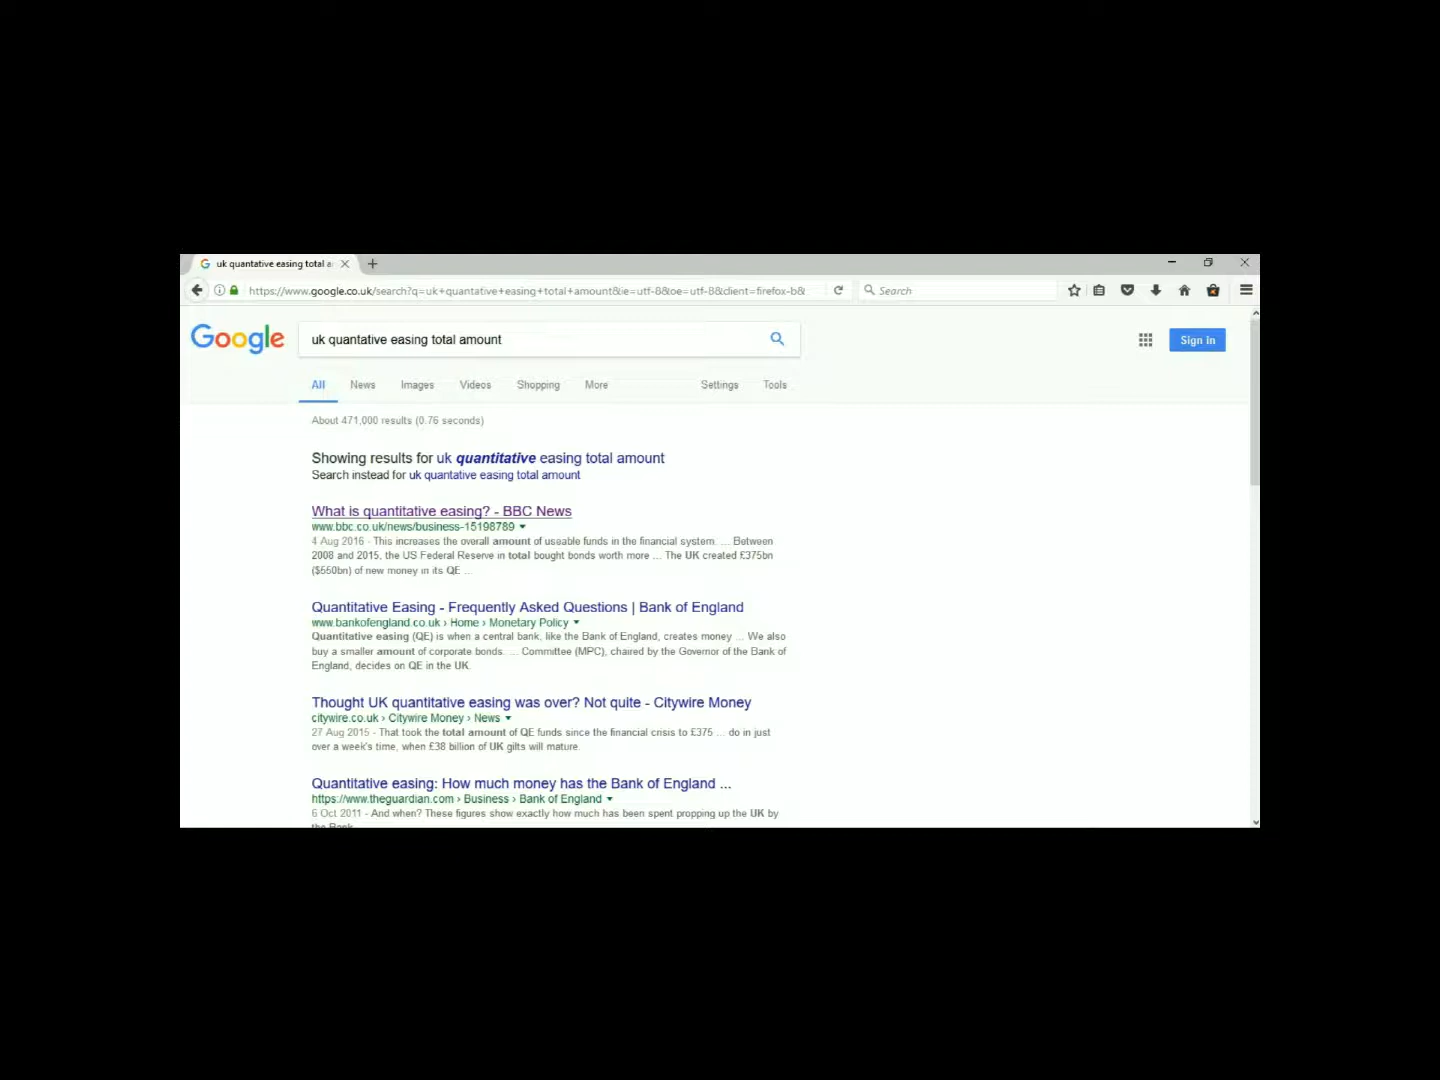 uk quantative easing total a
https://www.google.co.uk/search?q=uk+quantative+easing+total+amount&ie=utf-8&oe=utf-8&client=firefox-b&
Search
Google
uk quantative easing total amount
Sign in
All News Images Videos Shopping More Settings Tools
About 471,000 results (0.76 seconds)
Showing results for uk quantitative easing total amount
Search instead for uk quantative easing total amount
What is quantitative easing? - BBC News
www.bbc.co.uk/news/business-15198789
4 Aug 2016 - This increases the overall amount of useable funds in the financial system. ... Between
2008 and 2015, the US Federal Reserve in total bought bonds worth more ... The UK created £375bn
($550bn) of new money in its QE ...
Quantitative Easing - Frequently Asked Questions | Bank of England
www.bankofengland.co.uk › Home › Monetary Policy
Quantitative easing (QE) is when a central bank, like the Bank of England, creates money ... We also
buy a smaller amount of corporate bonds. ... Committee (MPC), chaired by the Governor of the Bank of
England, decides on QE in the UK.
Thought UK quantitative easing was over? Not quite - Citywire Money
citywire.co.uk › Citywire Money › News
27 Aug 2015 - That took the total amount of QE funds since the financial crisis to £375 ... do in just
over a week's time, when £38 billion of UK gilts will mature.
Quantitative easing: How much money has the Bank of England ...
https://www.theguardian.com › Business › Bank of England
6 Oct 2011 - And when? These figures show exactly how much has been spent propping up the UK by
the Bank